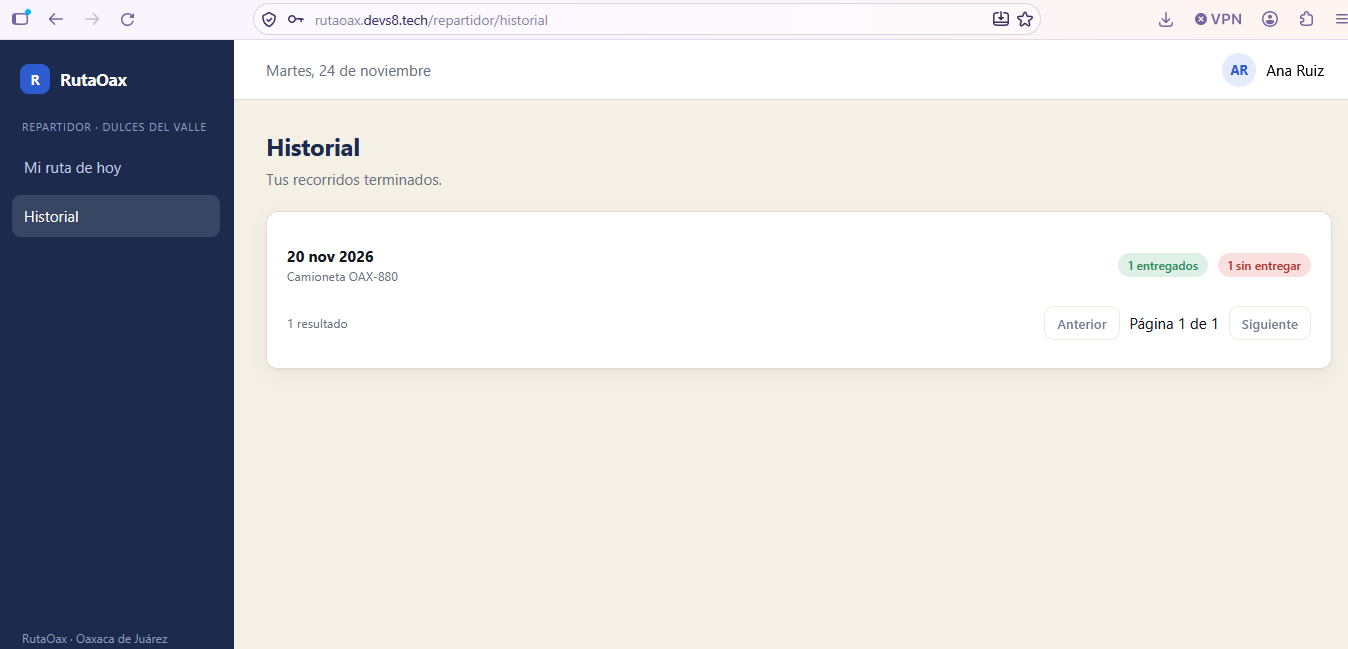 rutaoax.devs8.tech/repartidor/historial
VPN
R RutaOax
REPARTIDOR · DULCES DEL VALLE
Mi ruta de hoy
Historial
RutaOax · Oaxaca de Juárez
Martes, 24 de noviembre
AR Ana Ruiz
Historial
Tus recorridos terminados.
20 nov 2026
Camioneta OAX-880
1 entregados 1 sin entregar
1 resultado
Anterior Página 1 de 1 Siguiente